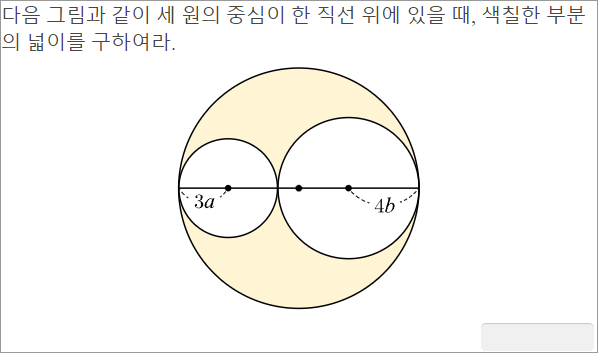 다음 그림과 같이 세 원의 중심이 한 직선 위에 있을 때, 색칠한 부분
의 넓이를 구하여라.
3a
4b